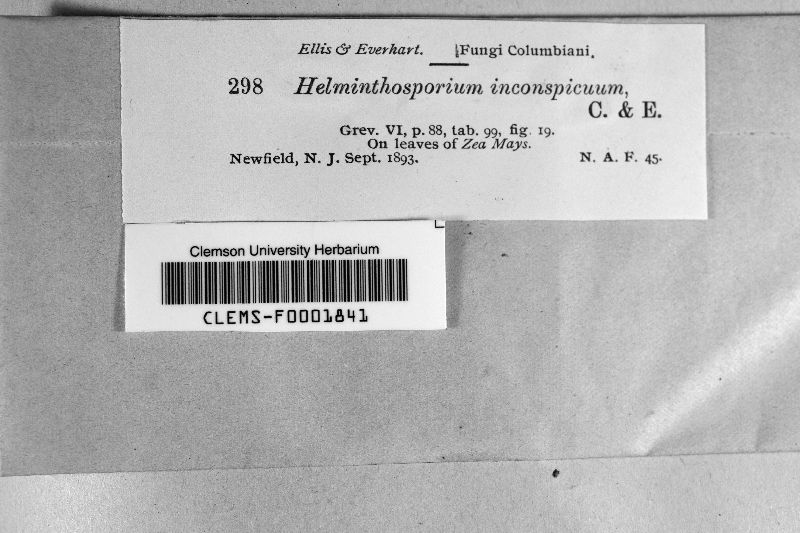 Ellis & Everhart. Fungi Columbiani.
298 Helminthosporium inconspicuum,
C. & E.
Grev. VI, p. 88, tab. 99, fig. 19.
On leaves of Zea Mays.
Newfield, N. J. Sept. 1893. N. A. F. 45.
Clemson University Herbarium
CLEMS-F0001841